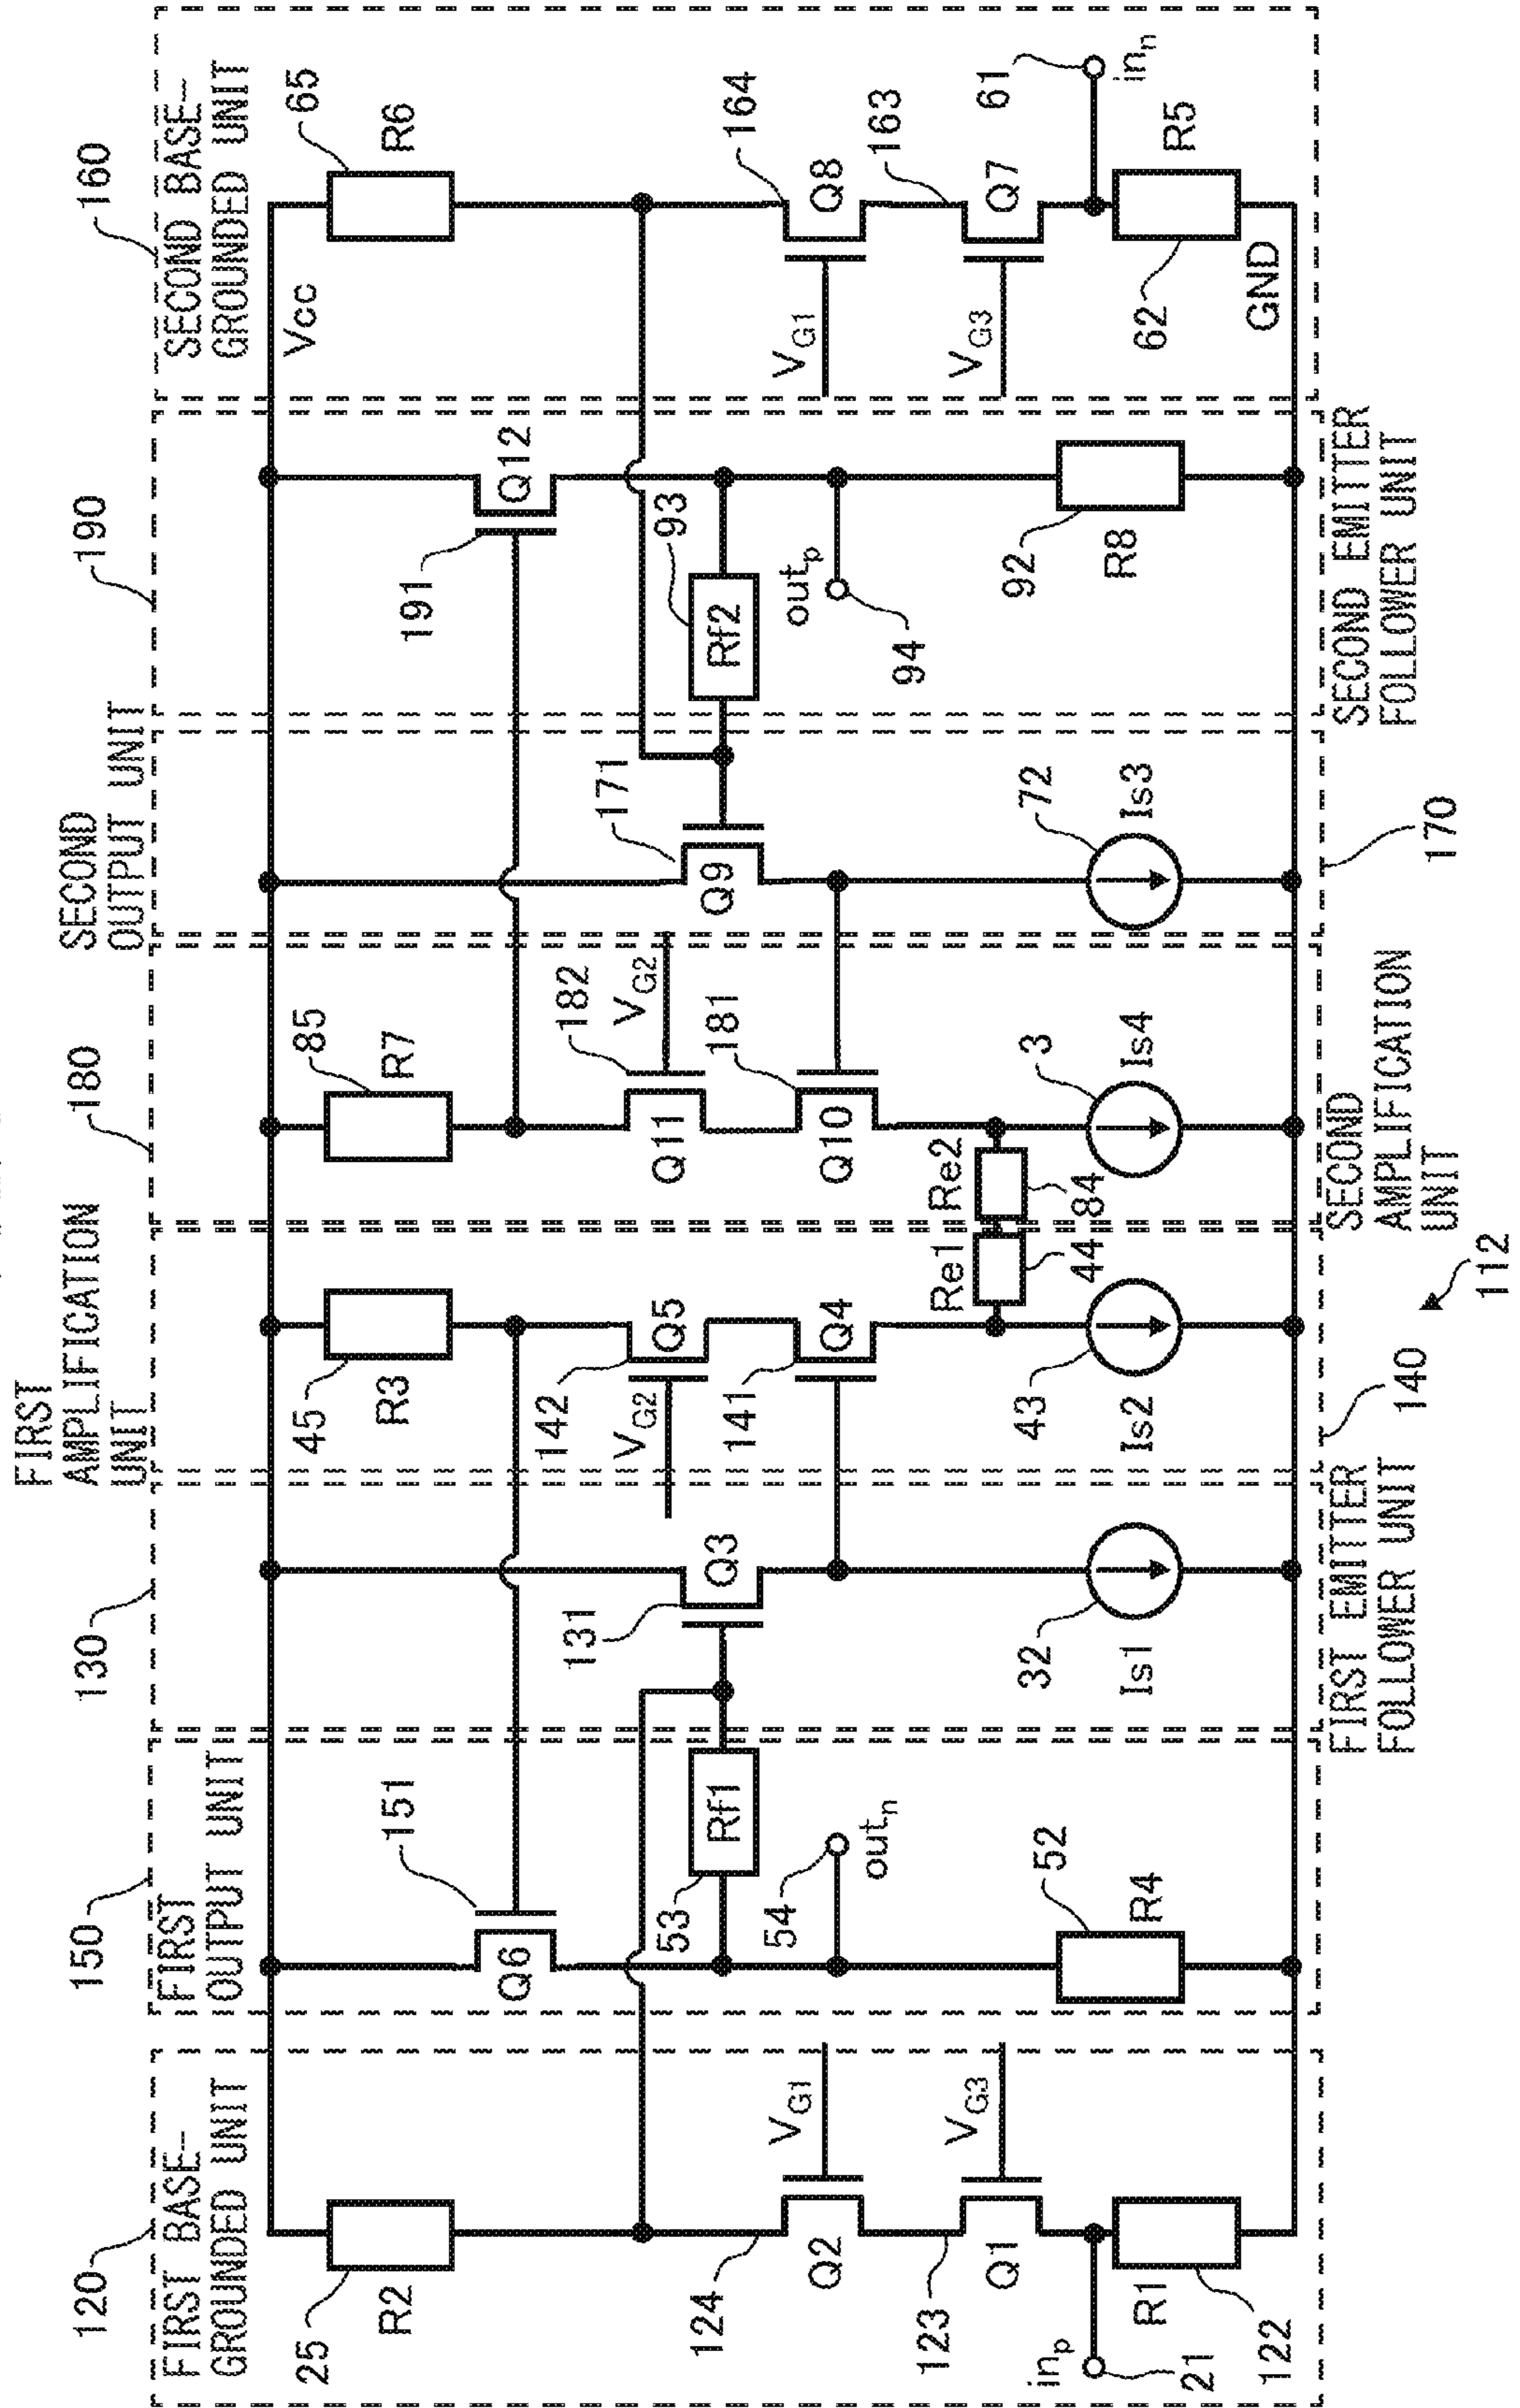 120
FIRST BASE-
GROUNDED UNIT
150
FIRST
OUTPUT UNIT
130
FIRST
AMPLIFICATION
UNIT
180
SECOND
OUTPUT UNIT
190
160
SECOND BASE-
GROUNDED UNIT
25
R2
124
Q2
VG1
123
Q1
VG3
inp
21
R1
122
151
Q6
53
Rf1
54
outn
52
R4
131
Q3
32
Is1
FIRST EMITTER
FOLLOWER UNIT
45
R3
142
Q5
VG2
141
Q4
43
Is2
Re1
44
140
112
85
R7
182
VG2
Q11
181
Q10
Re2
84
3
Is4
SECOND
AMPLIFICATION
UNIT
171
Q9
72
Is3
170
191
Q12
93
Rf2
outp
94
92
R8
SECOND EMITTER
FOLLOWER UNIT
Vcc
65
R6
164
Q8
VG1
163
Q7
VG3
61
inn
62
R5
GND